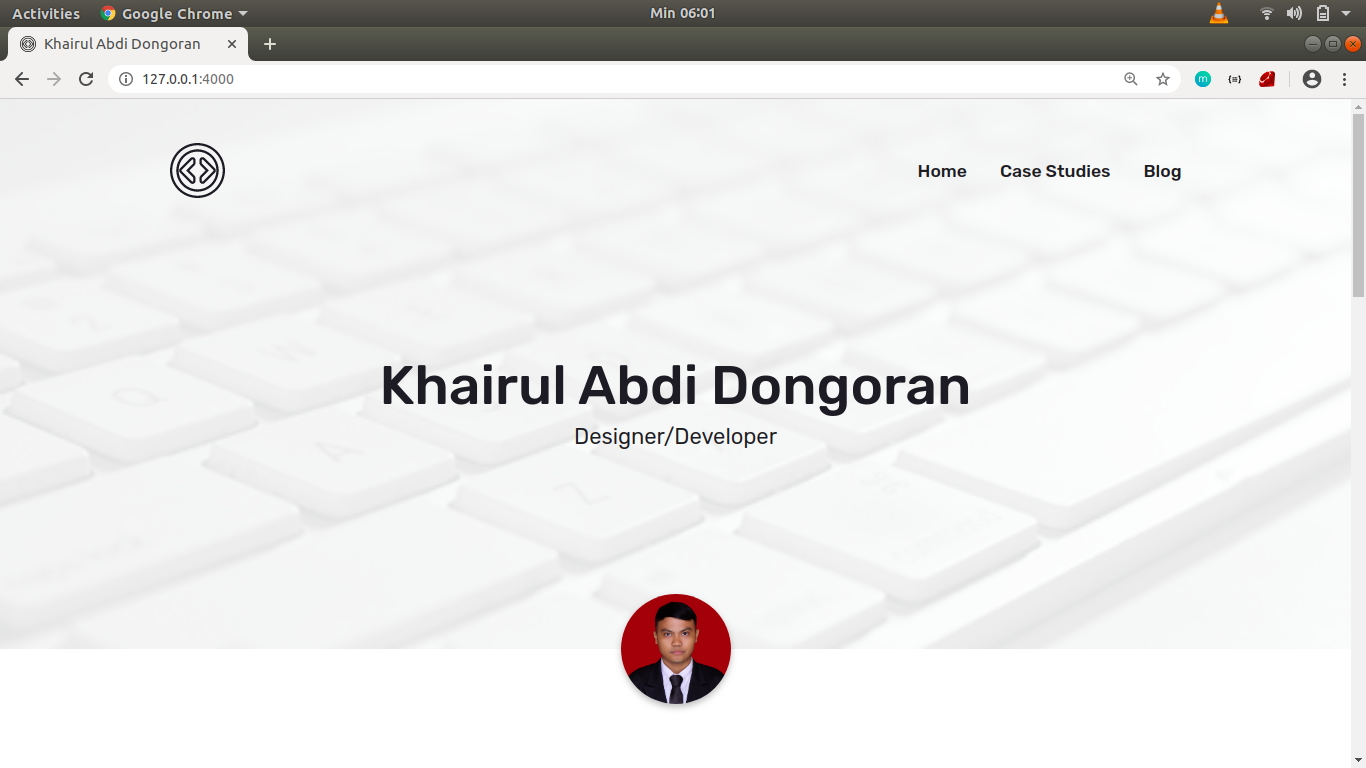 Activities Google Chrome Min 06:01
Khairul Abdi Dongoran
127.0.0.1:4000
Home Case Studies Blog
Khairul Abdi Dongoran
Designer/Developer